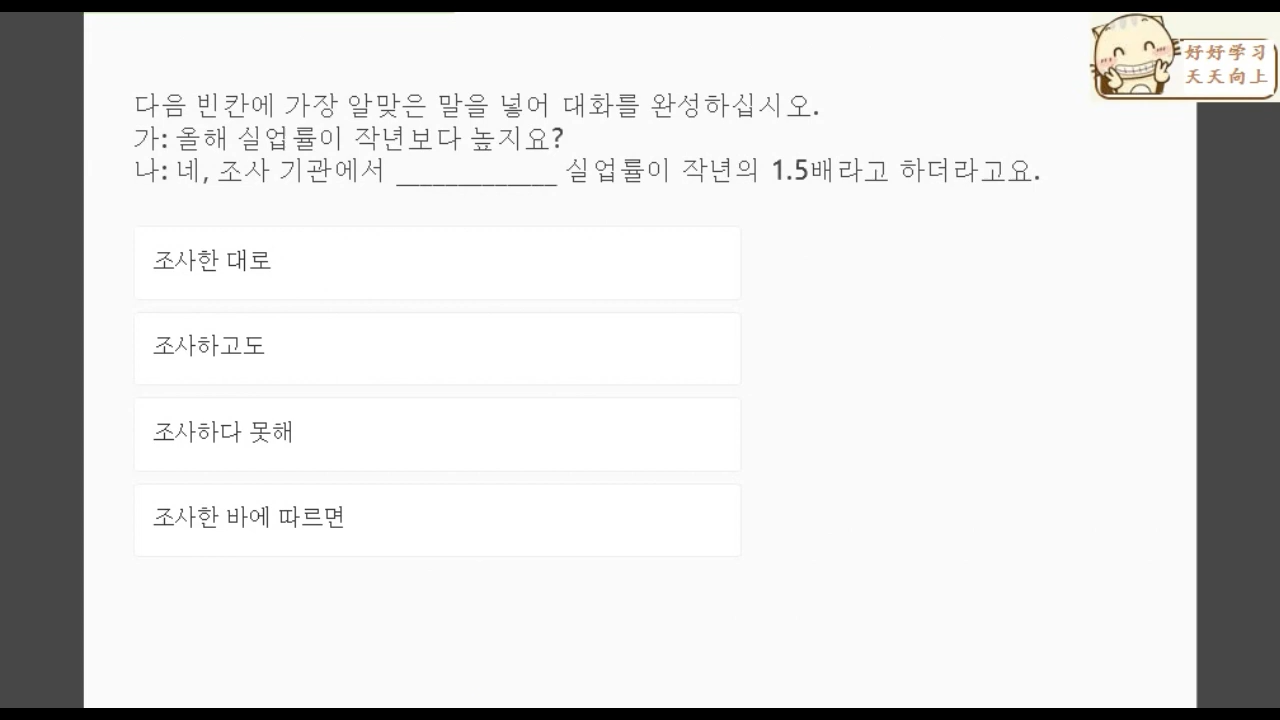 好好学习
天天向上
다음 빈칸에 가장 알맞은 말을 넣어 대화를 완성하십시오.
가: 올해 실업률이 작년보다 높지요?
나: 네, 조사 기관에서 _____________ 실업률이 작년의 1.5배라고 하더라고요.
조사한 대로
조사하고도
조사하다 못해
조사한 바에 따르면